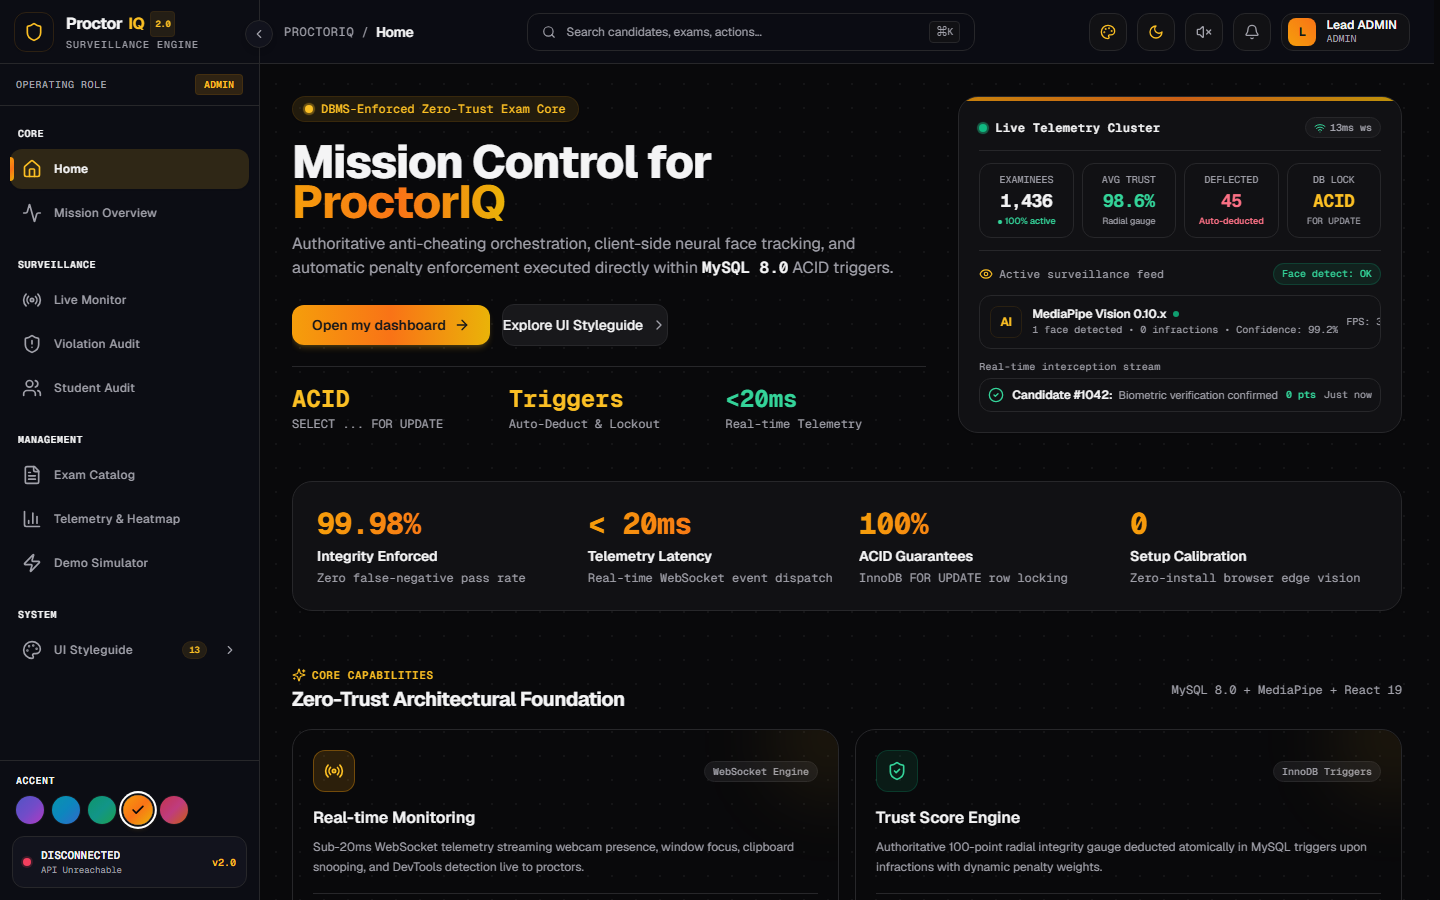 Proctor IQ 2.0
SURVEILLANCE ENGINE
PROCTORIQ / Home
Search candidates, exams, actions...
⌘K
L
Lead ADMIN
ADMIN
OPERATING ROLE
ADMIN
CORE
Home
Mission Overview
SURVEILLANCE
Live Monitor
Violation Audit
Student Audit
MANAGEMENT
Exam Catalog
Telemetry & Heatmap
Demo Simulator
SYSTEM
UI Styleguide 13
ACCENT
DISCONNECTED
API Unreachable
v2.0
DBMS-Enforced Zero-Trust Exam Core
Mission Control for
ProctorIQ
Authoritative anti-cheating orchestration, client-side neural face tracking, and
automatic penalty enforcement executed directly within MySQL 8.0 ACID triggers.
Open my dashboard
Explore UI Styleguide
ACID
SELECT ... FOR UPDATE
Triggers
Auto-Deduct & Lockout
<20ms
Real-time Telemetry
Live Telemetry Cluster
13ms ws
EXAMINEES
1,436
100% active
AVG TRUST
98.6%
Radial gauge
DEFLECTED
45
Auto-deducted
DB LOCK
ACID
FOR UPDATE
Active surveillance feed
Face detect: OK
AI
MediaPipe Vision 0.10.x
1 face detected • 0 infractions • Confidence: 99.2%
FPS:
Real-time interception stream
Candidate #1042: Biometric verification confirmed 0 pts Just now
99.98%
Integrity Enforced
Zero false-negative pass rate
< 20ms
Telemetry Latency
Real-time WebSocket event dispatch
100%
ACID Guarantees
InnoDB FOR UPDATE row locking
0
Setup Calibration
Zero-install browser edge vision
CORE CAPABILITIES
Zero-Trust Architectural Foundation
MySQL 8.0 + MediaPipe + React 19
WebSocket Engine
Real-time Monitoring
Sub-20ms WebSocket telemetry streaming webcam presence, window focus, clipboard
snooping, and DevTools detection live to proctors.
InnoDB Triggers
Trust Score Engine
Authoritative 100-point radial integrity gauge deducted atomically in MySQL triggers upon
infractions with dynamic penalty weights.